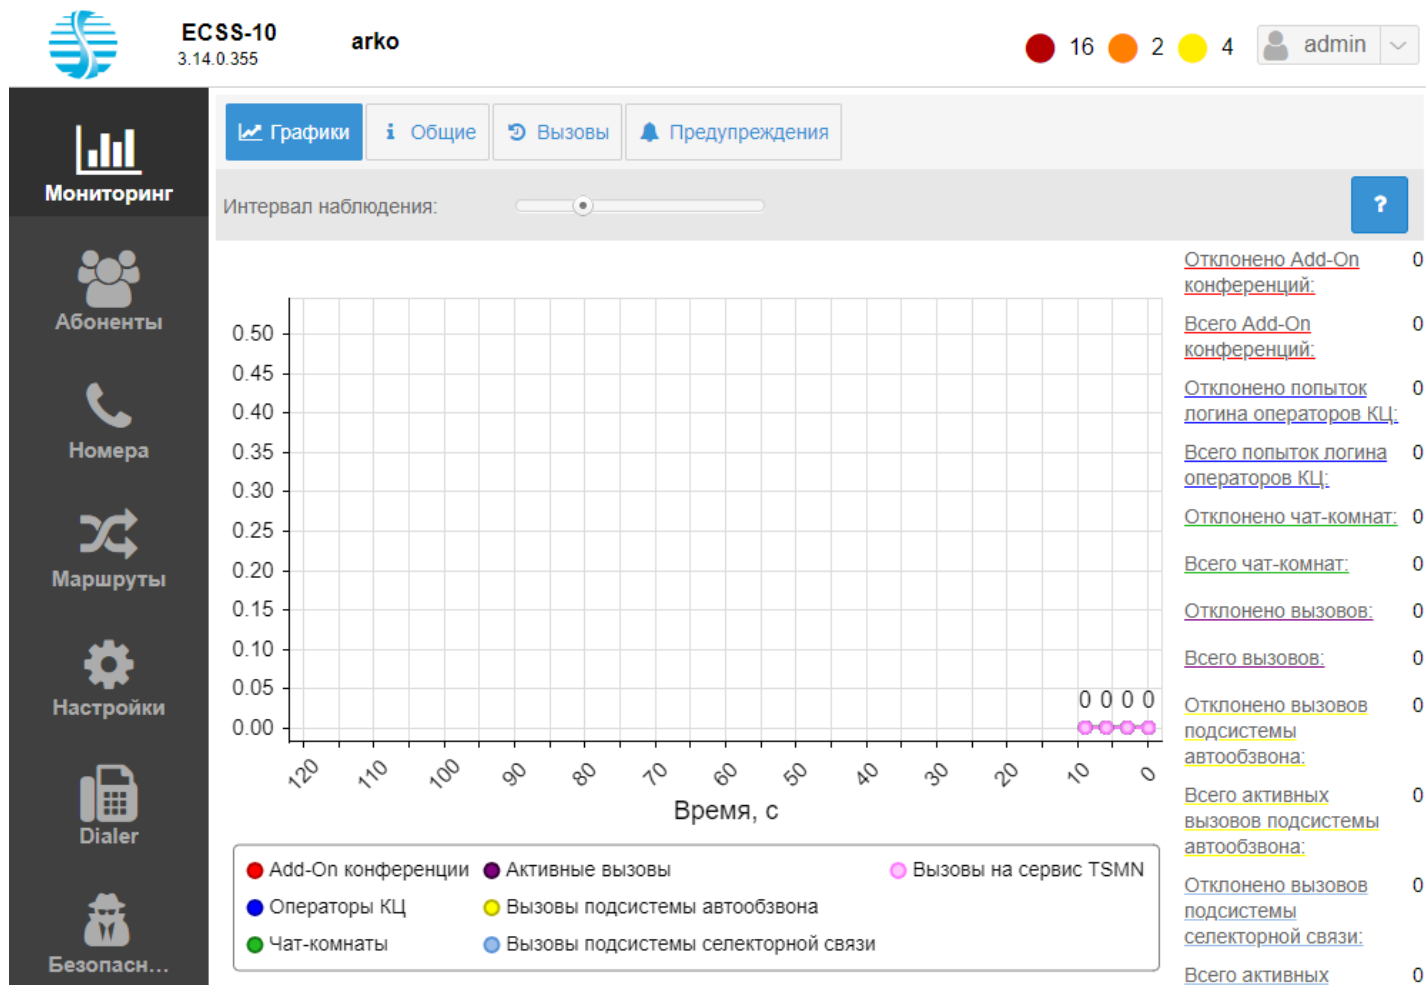 ECSS-10
3.14.0.355
arko
16
2
4
admin
Графики
Общие
Вызовы
Предупреждения
Интервал наблюдения:
?
Мониторинг
Абоненты
Номера
Маршруты
Настройки
Dialer
Безопасн...
0.50
0.45
0.40
0.35
0.30
0.25
0.20
0.15
0.10
0.05
0.00
0 0 0 0
120 110 100 90 80 70 60 50 40 30 20 10 0
Время, с
Add-On конференции
Активные вызовы
Вызовы на сервис TSMN
Операторы КЦ
Вызовы подсистемы автообзвона
Чат-комнаты
Вызовы подсистемы селекторной связи
Отклонено Add-On 0
конференций:
Всего Add-On 0
конференций:
Отклонено попыток 0
логина операторов КЦ:
Всего попыток логина 0
операторов КЦ:
Отклонено чат-комнат: 0
Всего чат-комнат: 0
Отклонено вызовов: 0
Всего вызовов: 0
Отклонено вызовов 0
подсистемы
автообзвона:
Всего активных 0
вызовов подсистемы
автообзвона:
Отклонено вызовов 0
подсистемы
селекторной связи:
Всего активных 0